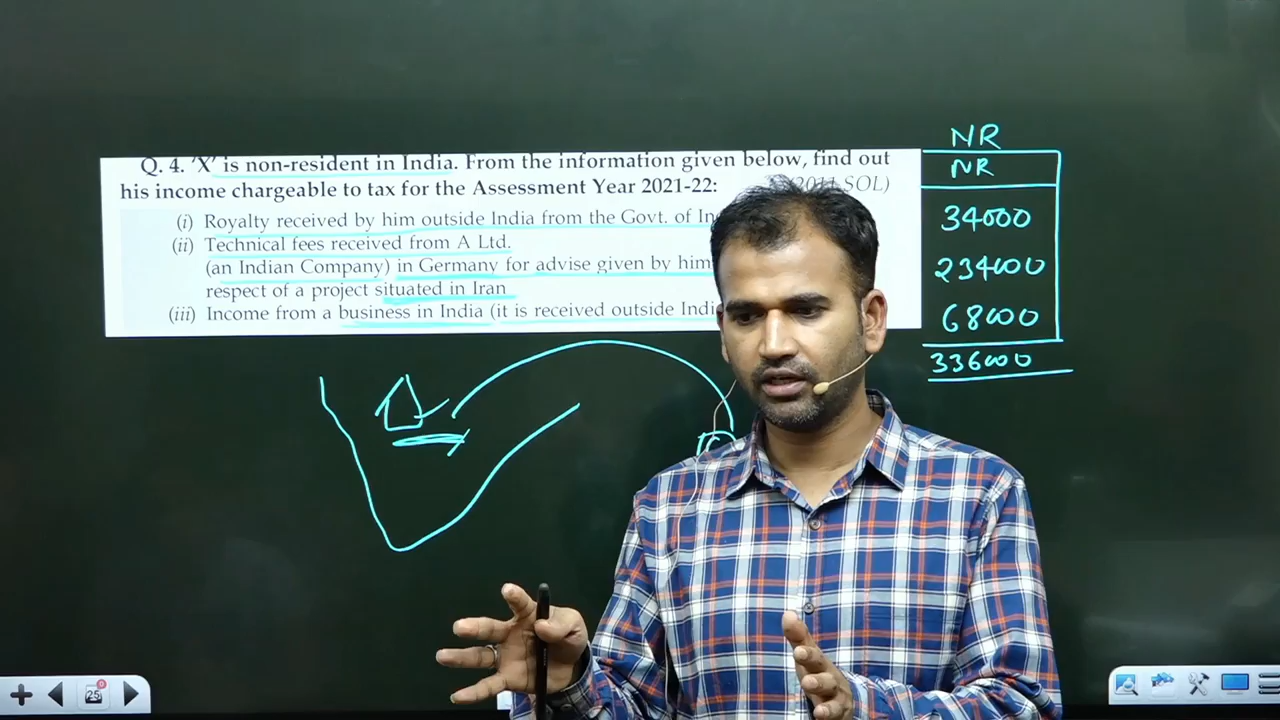 Q. 4. 'X' is non-resident in India. From the information given below, find out
his income chargeable to tax for the Assessment Year 2021-22: SOL)
(i) Royalty received by him outside India from the Govt. of
(ii) Technical fees received from A Ltd.
(an Indian Company) in Germany for advise given by him
respect of a project situated in Iran
(iii) Income from a business in India (it is received outside
NR
NR
34000
234000
68000
336000
25